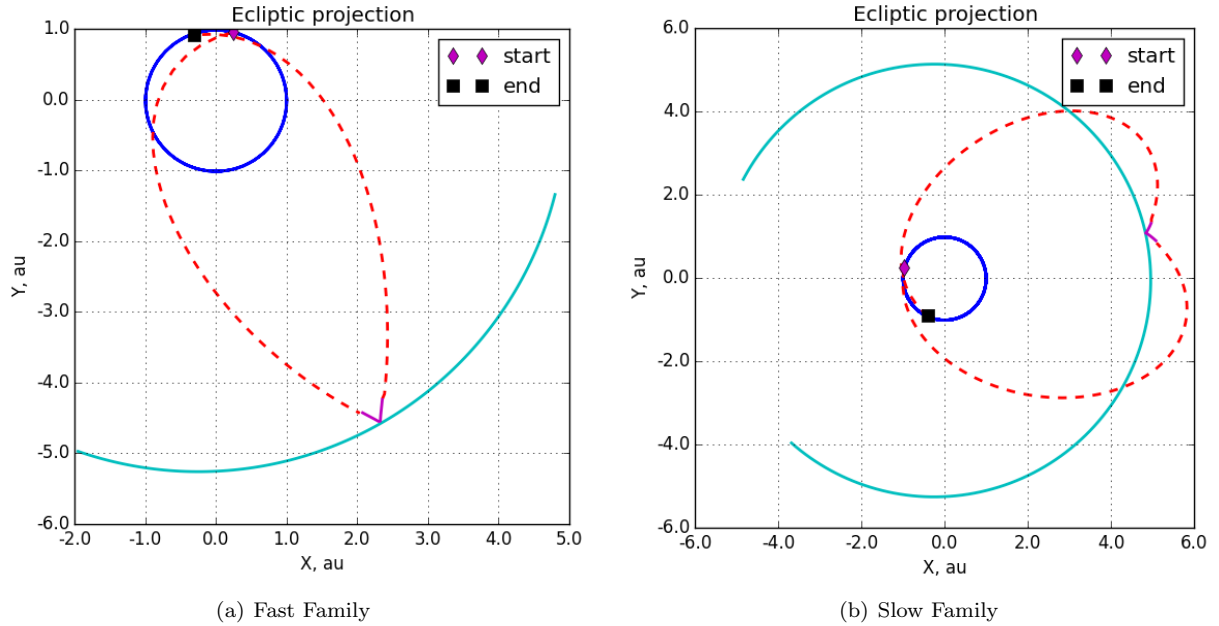 Ecliptic projection
1.0
0.0
-1.0
-2.0
-3.0
-4.0
-5.0
-6.0
Y, au
-2.0 -1.0 0.0 1.0 2.0 3.0 4.0 5.0
X, au
start
end
(a) Fast Family
Ecliptic projection
6.0
4.0
2.0
0.0
-2.0
-4.0
-6.0
Y, au
-6.0 -4.0 -2.0 0.0 2.0 4.0 6.0
X, au
start
end
(b) Slow Family